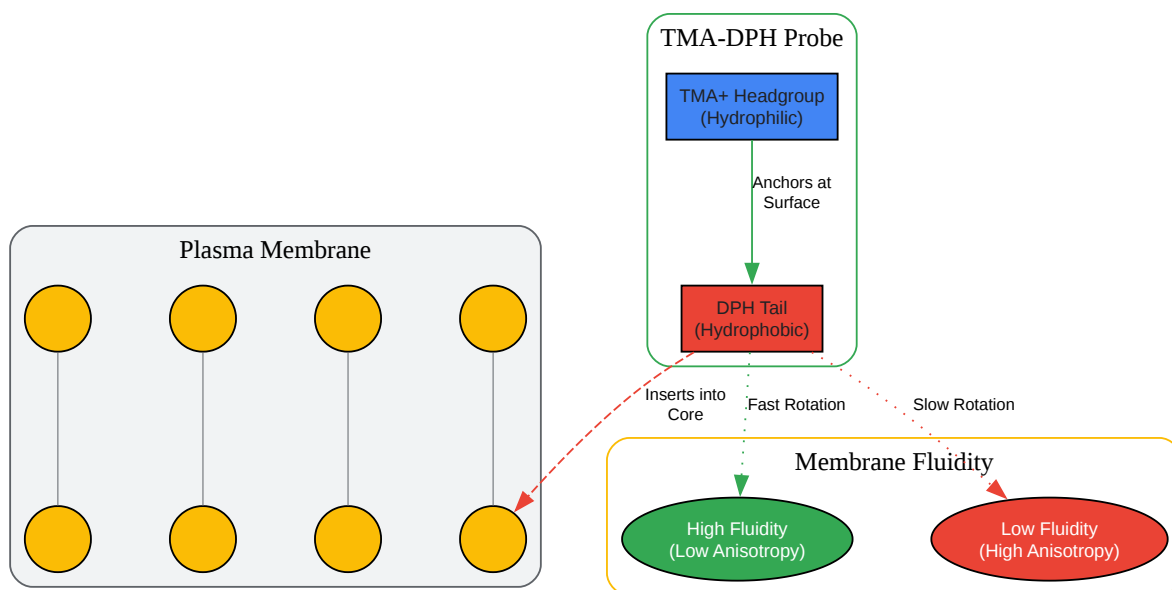 TMA-DPH Probe
TMA+ Headgroup
(Hydrophilic)
Anchors at
Surface
Plasma Membrane
DPH Tail
(Hydrophobic)
Inserts into
Core
Fast Rotation
Slow Rotation
Membrane Fluidity
High Fluidity
(Low Anisotropy)
Low Fluidity
(High Anisotropy)